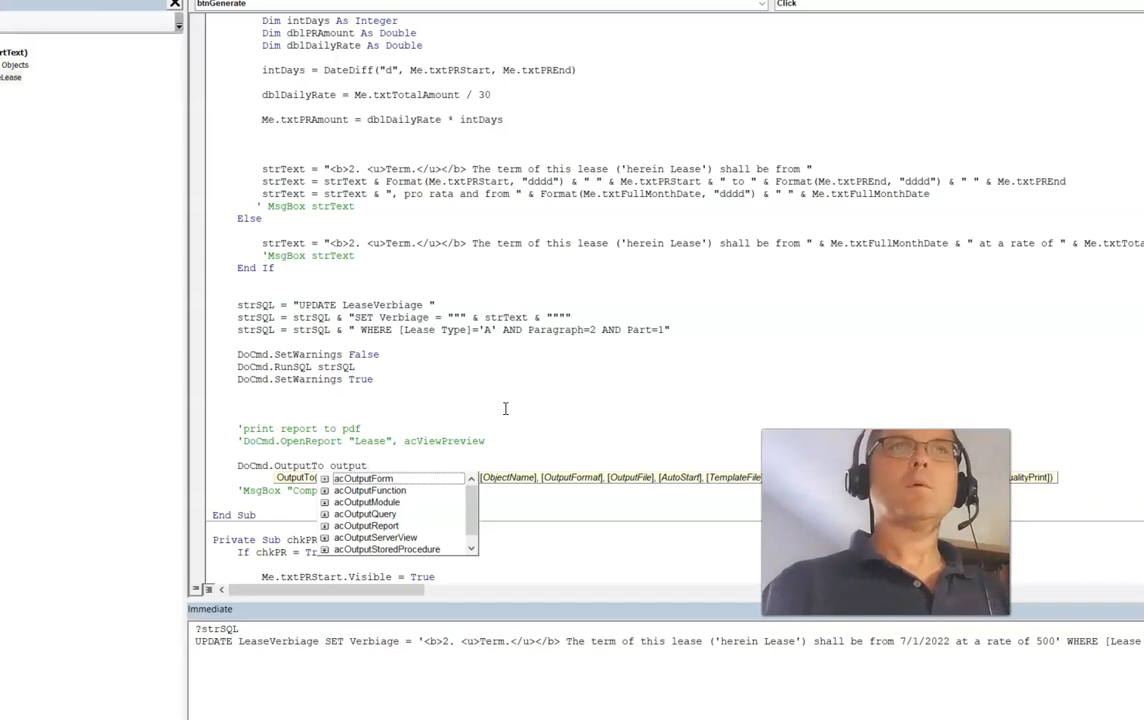 btnGenerate
Click
rtText)
Objects
eLease
Dim intDays As Integer
Dim dblPRAmount As Double
Dim dblDailyRate As Double
intDays = DateDiff("d", Me.txtPRStart, Me.txtPREnd)
dblDailyRate = Me.txtTotalAmount / 30
Me.txtPRAmount = dblDailyRate * intDays
strText = "<b>2. <u>Term.</u></b> The term of this lease ('herein Lease') shall be from "
strText = strText & Format(Me.txtPRStart, "dddd") & " " & Me.txtPRStart & " to " & Format(Me.txtPREnd, "dddd") & " " & Me.txtPREnd
strText = strText & ", pro rata and from " & Format(Me.txtFullMonthDate, "dddd") & " " & Me.txtFullMonthDate
' MsgBox strText
Else
strText = "<b>2. <u>Term.</u></b> The term of this lease ('herein Lease') shall be from " & Me.txtFullMonthDate & " at a rate of " & Me.txtTo
'MsgBox strText
End If
strSQL = "UPDATE LeaseVerbiage "
strSQL = strSQL & "SET Verbiage = """ & strText & """"
strSQL = strSQL & " WHERE [Lease Type]='A' AND Paragraph=2 AND Part=1"
DoCmd.SetWarnings False
DoCmd.RunSQL strSQL
DoCmd.SetWarnings True
'print report to pdf
'DoCmd.OpenReport "Lease", acViewPreview
DoCmd.OutputTo output
OutputTo( [ObjectName], [OutputFormat], [OutputFile], [AutoStart], [TemplateFile ualityPrint])
acOutputForm
acOutputFunction
acOutputModule
acOutputQuery
acOutputReport
acOutputServerView
acOutputStoredProcedure
'MsgBox "Comp
End Sub
Private Sub chkPR
If chkPR = Tr
Me.txtPRStart.Visible = True
Immediate
?strSQL
UPDATE LeaseVerbiage SET Verbiage = '<b>2. <u>Term.</u></b> The term of this lease ('herein Lease') shall be from 7/1/2022 at a rate of 500' WHERE [Lease